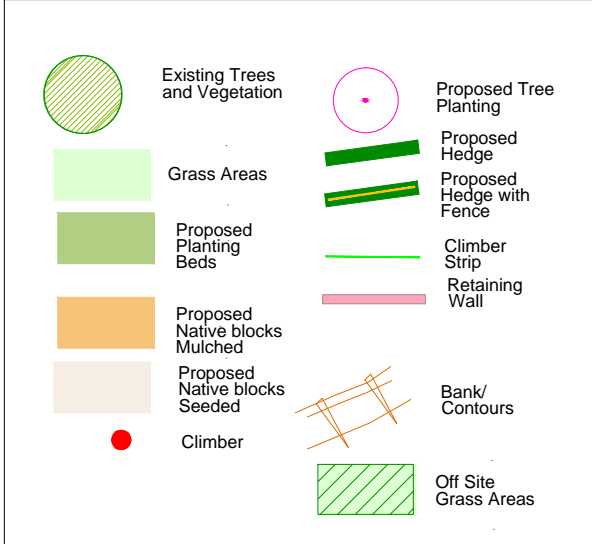 Existing Trees
and Vegetation
Grass Areas
Proposed
Planting
Beds
Proposed
Native blocks
Mulched
Proposed
Native blocks
Seeded
Climber
Proposed Tree
Planting
Proposed
Hedge
Proposed
Hedge with
Fence
Climber
Strip
Retaining
Wall
Bank/
Contours
Off Site
Grass Areas